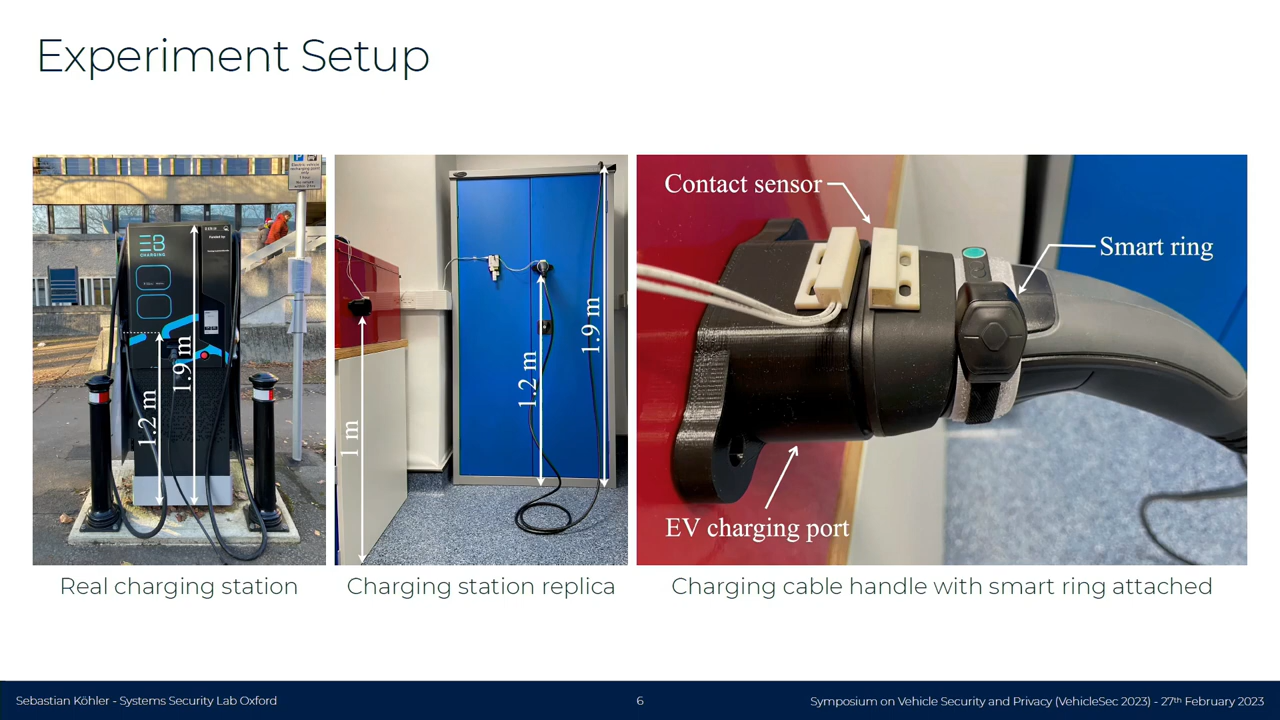 Experiment Setup
EB
CHARGING
1.2 m
1.9 m
1 m
1.2 m
1.9 m
Contact sensor
Smart ring
EV charging port
Real charging station
Charging station replica
Charging cable handle with smart ring attached
Sebastian Köhler - Systems Security Lab Oxford
6
Symposium on Vehicle Security and Privacy (VehicleSec 2023) - 27th February 2023